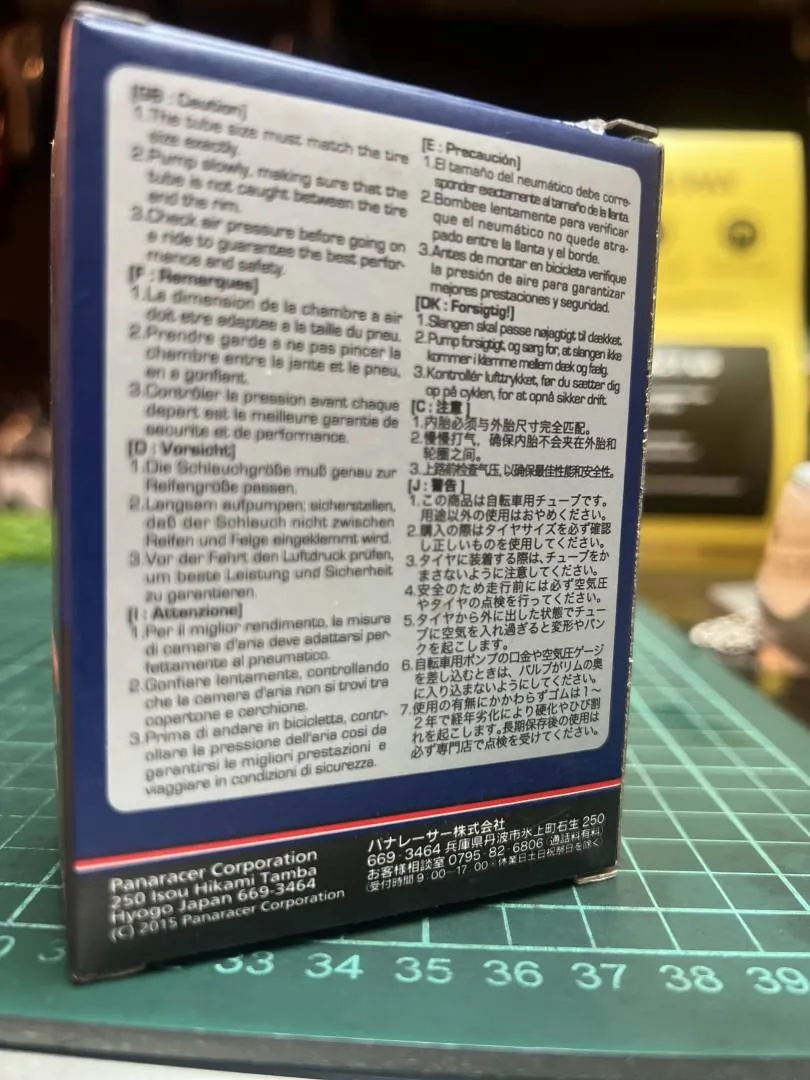 [GB : Caution]
1.The tube size must match the tire
size exactly.
2.Pump slowly, making sure that the
tube is not caught between the tire
and the rim.
3.Check air pressure before going on
a ride to guarantee the best perfor-
mance and safety.
[F : Remarques]
1.La dimension de la chambre a air
doit etre adaptee a la taille du pneu.
2.Prendre garde a ne pas pincer la
chambre entre la jante et le pneu,
en a gonflant.
3.Contrôler le pression avant chaque
depart est le meilleure garantie de
securite et de performance.
[D : Vorsicht]
1.Die Schlauchgröße muß genau zur
Reifengröße passen.
2.Langsam aufpumpen; sicherstellen,
daß der Schlauch nicht zwischen
Reifen und Felge eingeklemmt wird.
3.Vor der Fahrt den Luftdruck prüfen,
um beste Leistung und Sicherheit
zu garantieren.
[I : Attenzione]
1.Per il miglior rendimento, la misura
di camera d'aria deve adattarsi per-
fettamente al pneumatico.
2.Gonfiare lentamente, controllando
che la camera d'aria non si trovi tra
copertone e cerchione.
3.Prima di andare in bicicletta, contr-
ollare la pressione dell'aria cosi da
garantirsi le migliori prestazioni e
viaggiare in condizioni di sicurezza.
[E : Precaución]
1.El tamaño del neumático debe corre-
sponder exactamente al tamaño de la llanta.
2.Bombee lentamente para verificar
que el neumático no quede atra-
pado entre la llanta y el borde.
3.Antes de montar en bicicleta verifique
la presión de aire para garantizar
mejores prestaciones y seguridad.
[DK : Forsigtig!]
1.Slangen skal passe nøjagtigt til dækket.
2.Pump forsigtigt, og sørg for, at slangen ikke
kommer i klemme mellem dæk og fælg.
3.Kontrollér lufttrykket, før du sætter dig
op på cyklen, for at opnå sikker drift.
[C : 注意 ]
1.内胎必须与外胎尺寸完全匹配。
2.慢慢打气，确保内胎不会夹在外胎和
轮圈之间。
3.上路前检查气压，以确保最佳性能和安全性。
[J : 警告 ]
1.この商品は自転車用チューブです。
用途以外の使用はおやめください。
2.購入の際はタイヤサイズを必ず確認
し正しいものを使用してください。
3.タイヤに装着する際は、チューブをか
まさないように注意してください。
4.安全のため走行前には必ず空気圧
やタイヤの点検を行ってください。
5.タイヤから外に出した状態でチュー
ブに空気を入れ過ぎると変形やパン
クを起こします。
6.自転車用ポンプの口金や空気圧ゲージ
を差し込むときは、バルブがリムの奥
に入り込まないようにしてください。
7.使用の有無にかかわらずゴムは1～
2年で経年劣化により硬化やひび割
れを起こします。長期保存後の使用は
必ず専門店で点検を受けてください。
Panaracer Corporation
250 Isou Hikami Tamba
Hyogo Japan 669-3464
(C) 2015 Panaracer Corporation
パナレーサー株式会社
669-3464 兵庫県丹波市氷上町石生 250
お客様相談室 0795-82-6806 (通話料有料)
(受付時間 9:00-17:00 ※休業日土日祝祭日を除く)
33 34 35 36 37 38 39